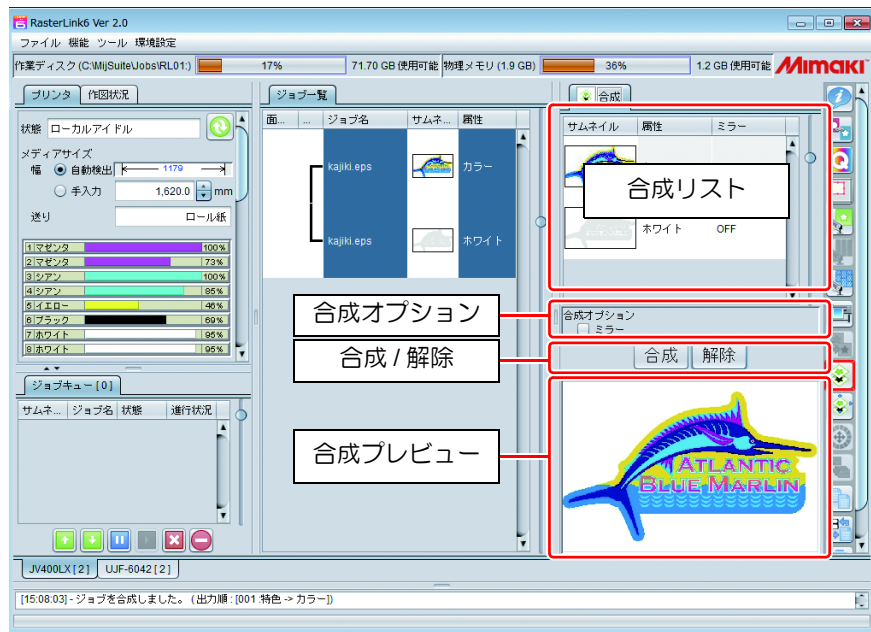 RasterLink6 Ver 2.0
ファイル 機能 ツール 環境設定
作業ディスク (C:\MijSuite\Jobs\RL01:) 17% 71.70 GB 使用可能 物理メモリ (1.9 GB) 36% 1.2 GB 使用可能 Mimaki
プリンタ 作図状況
状態 ローカルアイドル
メディアサイズ
幅 自動検出 1179
手入力 1,620.0 mm
送り ロール紙
1 マゼンタ 100%
2 マゼンタ 73%
3 シアン 100%
4 シアン 85%
5 イエロー 46%
6 ブラック 69%
7 ホワイト 95%
8 ホワイト 95%
ジョブキュー [0]
サムネ... ジョブ名 状態 進行状況
ジョブ一覧
面... ... ジョブ名 サムネ... 属性
kajiki.eps カラー
kajiki.eps ホワイト
合成
サムネイル 属性 ミラー
合成リスト
ホワイト OFF
合成オプション
合成オプション
ミラー
合成 / 解除
合成 解除
合成プレビュー
ATLANTIC
BLUE MARLIN
JV400LX [2] UJF-6042 [2]
[15:08:03] - ジョブを合成しました。 (出力順 : [001 :特色 -> カラー])